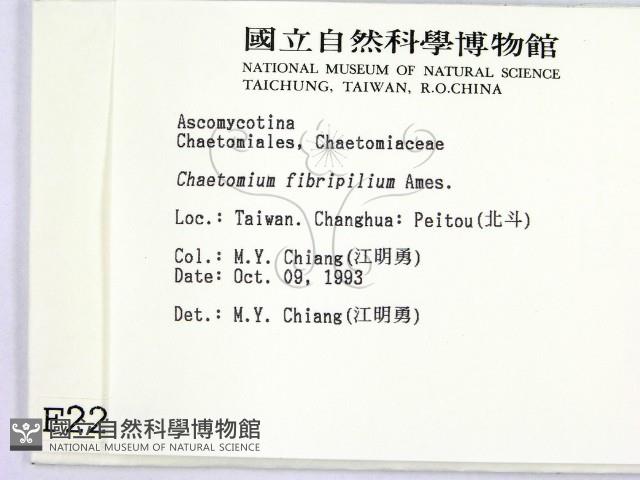 國立自然科學博物館
NATIONAL MUSEUM OF NATURAL SCIENCE
TAICHUNG, TAIWAN, R.O.CHINA
Ascomycotina
Chaetomiales, Chaetomiaceae
Chaetomium fibripilium Ames.
Loc.: Taiwan. Changhua: Peitou(北斗)
Col.: M.Y. Chiang(江明勇)
Date: Oct. 09, 1993
Det.: M.Y. Chiang(江明勇)
F22
國立自然科學博物館
NATIONAL MUSEUM OF NATURAL SCIENCE